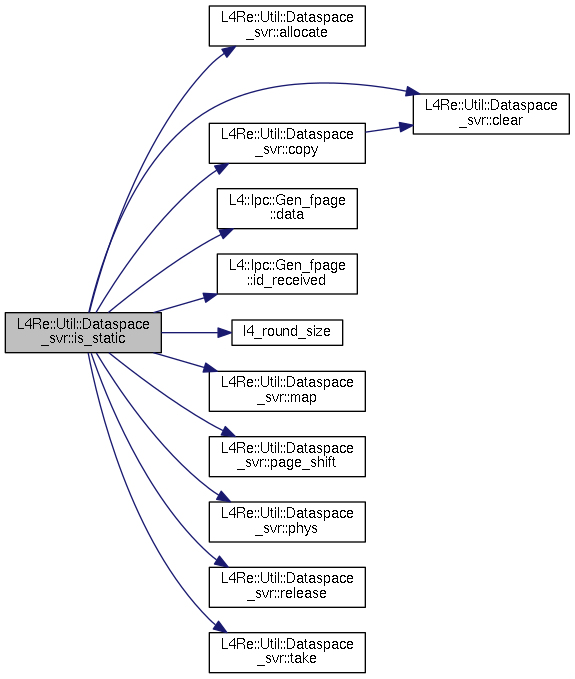 L4Re::Util::Dataspace
_svr::allocate
L4Re::Util::Dataspace
_svr::clear
L4Re::Util::Dataspace
_svr::copy
L4::Ipc::Gen_fpage
::data
L4::Ipc::Gen_fpage
::id_received
L4Re::Util::Dataspace
_svr::is_static
l4_round_size
L4Re::Util::Dataspace
_svr::map
L4Re::Util::Dataspace
_svr::page_shift
L4Re::Util::Dataspace
_svr::phys
L4Re::Util::Dataspace
_svr::release
L4Re::Util::Dataspace
_svr::take